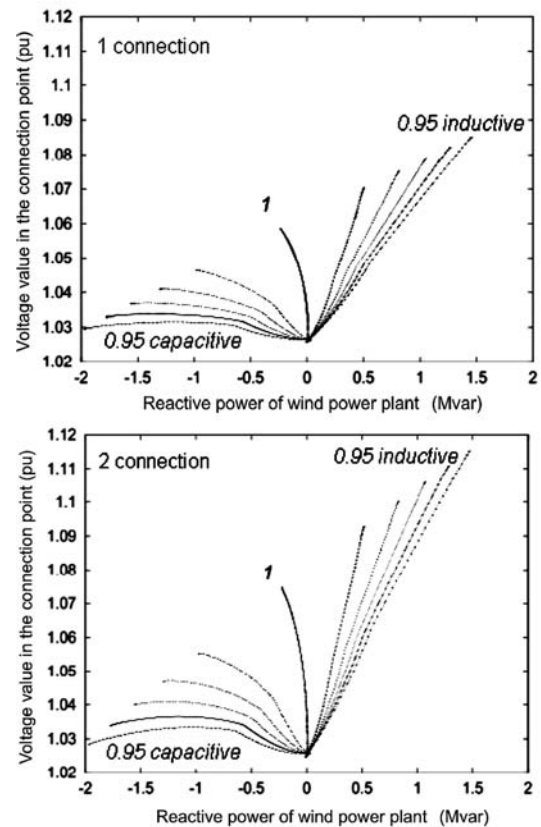 1.12
1 connection
1.11
1.1
0.95 inductive
1.09
1.08
1.07
1
1.06
1.05
1.04
1.03
0.95 capacitive
1.02
-2 -1.5 -1 -0.5 0 0.5 1 1.5 2
Voltage value in the connection point (pu)
Reactive power of wind power plant (Mvar)
1.12
2 connection
0.95 inductive
1.11
1.1
1.09
1.08
1
1.07
1.06
1.05
1.04
1.03
0.95 capacitive
1.02
-2 -1.5 -1 -0.5 0 0.5 1 1.5 2
Voltage value in the connection point (pu)
Reactive power of wind power plant (Mvar)